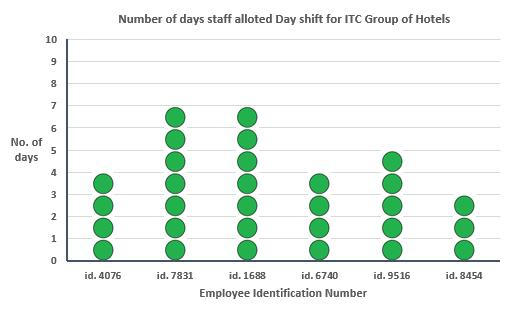 Number of days staff alloted Day shift for ITC Group of Hotels
10
9
8
7
6
5
4
3
2
1
0
No. of
days
id. 4076 id. 7831 id. 1688 id. 6740 id. 9516 id. 8454
Employee Identification Number